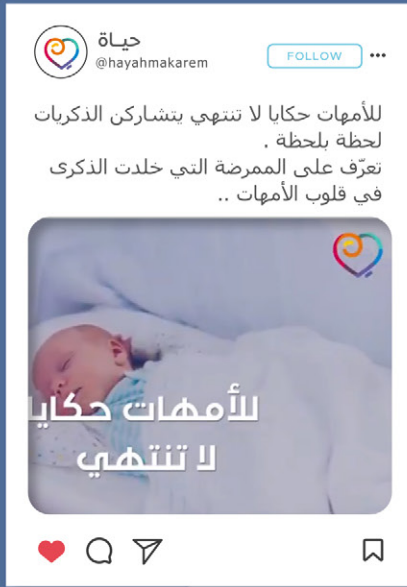 حياة
@hayahmakarem
FOLLOW
للأمهات حكايا لا تنتهي يتشاركن الذكريات
لحظة بلحظة .
تعرّف على الممرضة التي خلدت الذكرى
في قلوب الأمهات ..
للأمهات حكايا
لا تنتهي